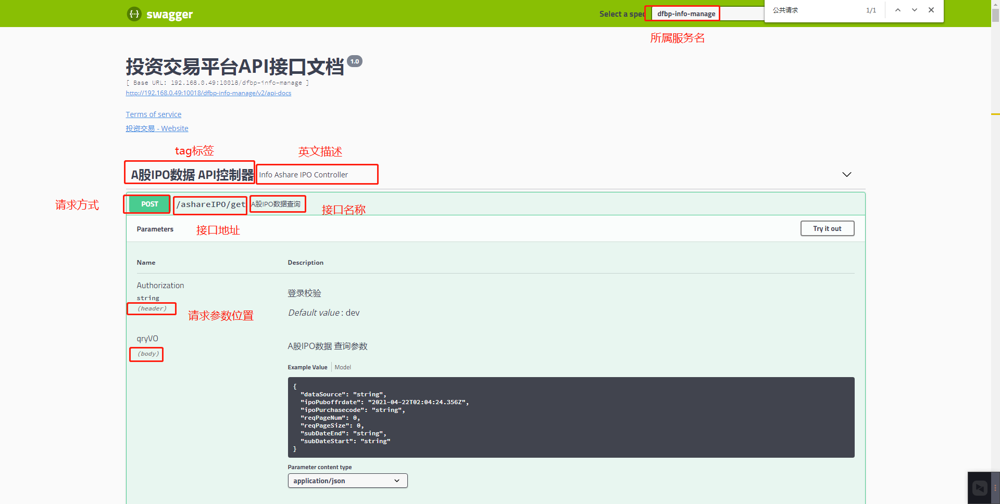 swagger
Select a spec
dfbp-info-manage
公共请求
1/1
所属服务名
投资交易平台API接口文档 1.0
[ Base URL: 192.168.0.49:10018/dfbp-info-manage ]
http://192.168.0.49:10018/dfbp-info-manage/v2/api-docs
Terms of service
投资交易 - Website
tag标签
英文描述
A股IPO数据 API控制器
Info Ashare IPO Controller
请求方式
POST
/ashareIPO/get
A股IPO数据查询
接口名称
Parameters
接口地址
Try it out
Name
Description
Authorization
string
(header)
请求参数位置
登录校验
Default value : dev
qryVO
(body)
A股IPO数据 查询参数
Example Value
Model
{
"dataSource": "string",
"ipoPuboffrdate": "2021-04-22T02:04:24.356Z",
"ipoPurchasecode": "string",
"reqPageNum": 0,
"reqPageSize": 0,
"subDateEnd": "string",
"subDateStart": "string"
}
Parameter content type
application/json